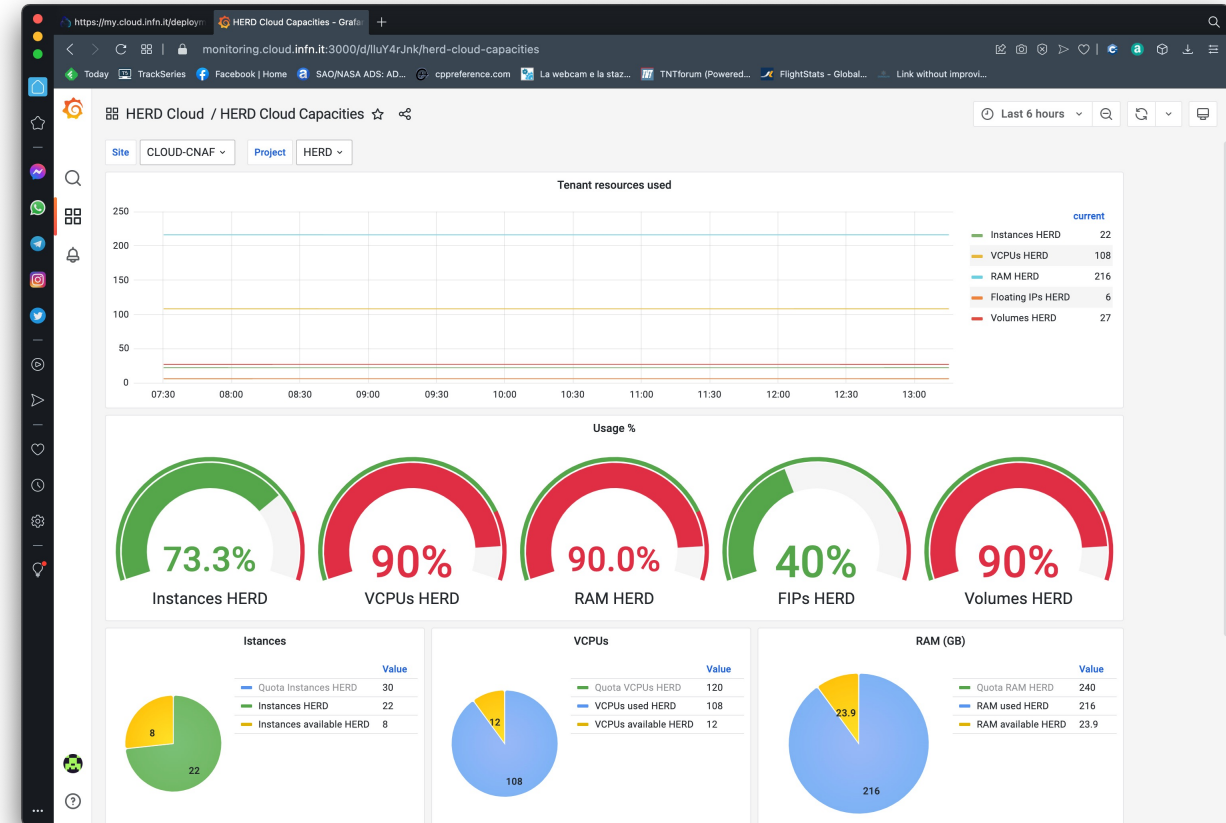 https://my.cloud.infn.it/deploym
HERD Cloud Capacities - Grafa
monitoring.cloud.infn.it:3000/d/lluY4rJnk/herd-cloud-capacities
Today
TrackSeries
Facebook | Home
SAO/NASA ADS: AD...
cppreference.com
La webcam e la staz...
TNTforum (Powered...
FlightStats - Global...
Link without improvi...
HERD Cloud / HERD Cloud Capacities
Last 6 hours
Site CLOUD-CNAF Project HERD
Tenant resources used
250
200
150
100
50
0
07:30 08:00 08:30 09:00 09:30 10:00 10:30 11:00 11:30 12:00 12:30 13:00
current
Instances HERD 22
VCPUs HERD 108
RAM HERD 216
Floating IPs HERD 6
Volumes HERD 27
Usage %
73.3%
Instances HERD
90%
VCPUs HERD
90.0%
RAM HERD
40%
FIPs HERD
90%
Volumes HERD
Istances
Value
Quota Instances HERD 30
Instances HERD 22
Instances available HERD 8
8
22
VCPUs
Value
Quota VCPUs HERD 120
VCPUs used HERD 108
VCPUs available HERD 12
12
108
RAM (GB)
Value
Quota RAM HERD 240
RAM used HERD 216
RAM available HERD 23.9
23.9
216